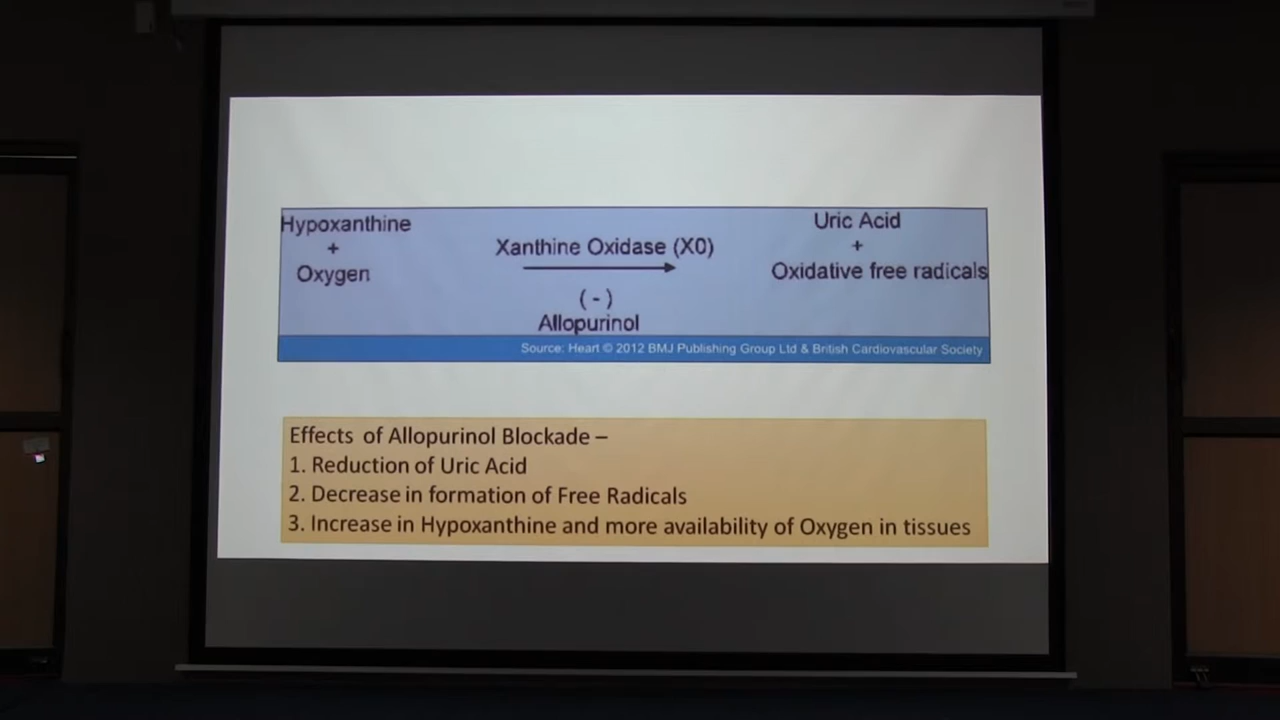 Hypoxanthine
+
Oxygen
Xanthine Oxidase (X0)
(-)
Allopurinol
Uric Acid
+
Oxidative free radicals
Source: Heart © 2012 BMJ Publishing Group Ltd & British Cardiovascular Society
Effects of Allopurinol Blockade –
1. Reduction of Uric Acid
2. Decrease in formation of Free Radicals
3. Increase in Hypoxanthine and more availability of Oxygen in tissues